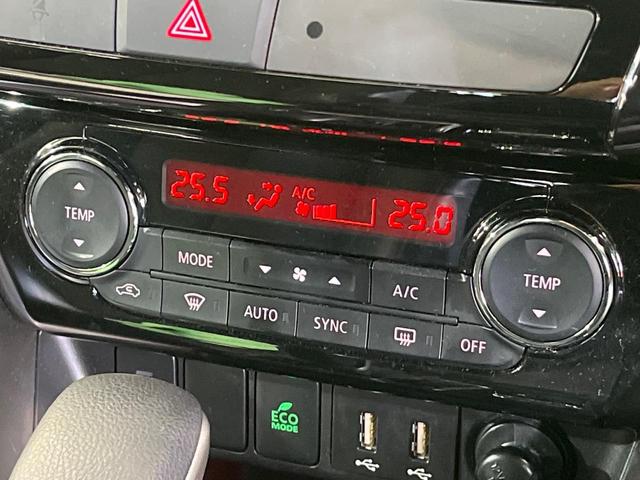 25.5 A/C 25.0
TEMP
MODE
A/C
TEMP
AUTO
SYNC
OFF
ECO
MODE